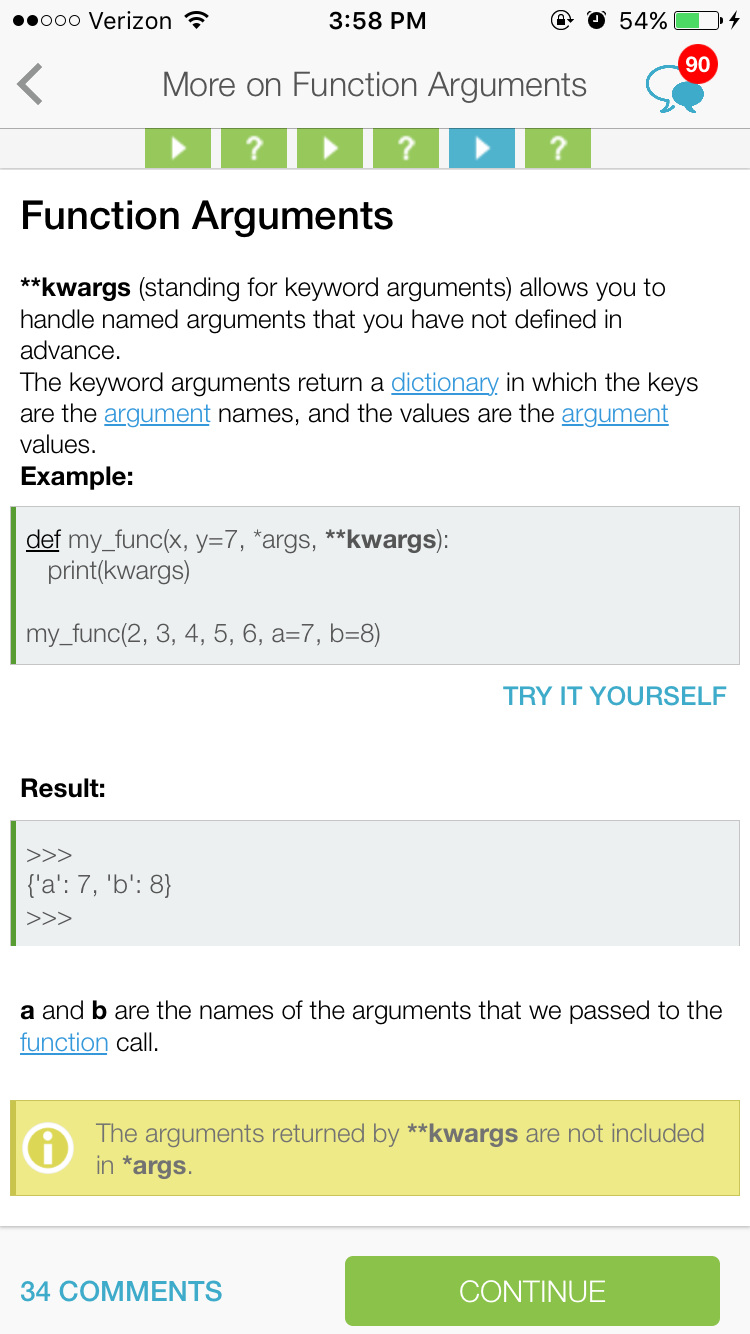 Verizon 3:58 PM 54%
More on Function Arguments 90
? ? ?
Function Arguments
**kwargs (standing for keyword arguments) allows you to
handle named arguments that you have not defined in
advance.
The keyword arguments return a dictionary in which the keys
are the argument names, and the values are the argument
values.
Example:
def my_func(x, y=7, *args, **kwargs):
print(kwargs)
my_func(2, 3, 4, 5, 6, a=7, b=8)
TRY IT YOURSELF
Result:
>>>
{'a': 7, 'b': 8}
>>>
a and b are the names of the arguments that we passed to the
function call.
The arguments returned by **kwargs are not included
in *args.
34 COMMENTS CONTINUE